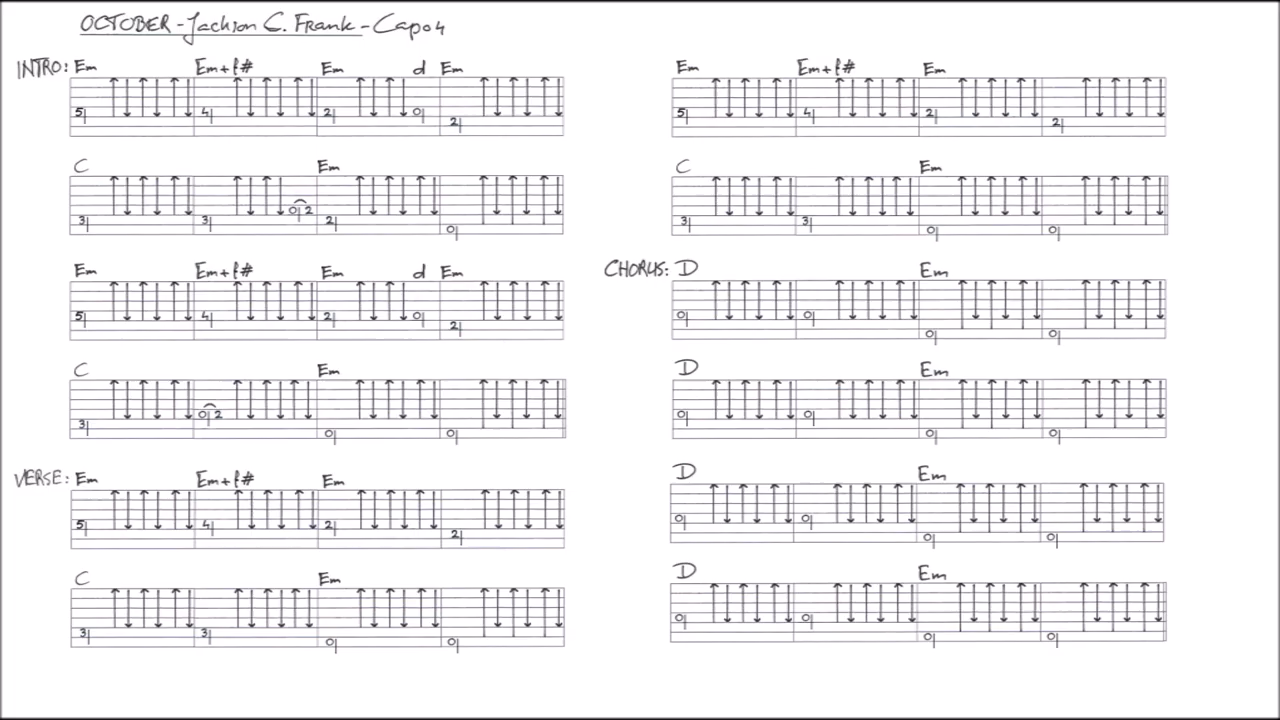 OCTOBER - Jackson C. Frank - Capo 4
INTRO: Em Em+f# Em d Em
5 4 2 0 2
C Em
3 3 0 2 2 0
Em Em+f# Em d Em
5 4 2 0 2
C Em
3 0 2 0 0
VERSE: Em Em+f# Em
5 4 2 2
C Em
3 3 0 0
Em Em+f# Em
5 4 2 2
C Em
3 3 0 0
CHORUS: D Em
0 0 0 0
D Em
0 0 0 0
D Em
0 0 0 0
D Em
0 0 0 0